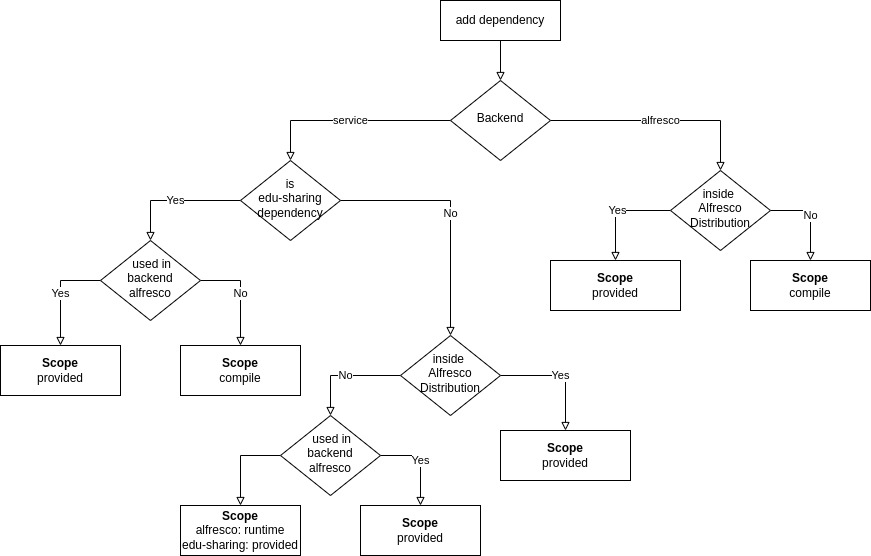 add dependency
Backend
service
alfresco
is
edu-sharing
dependency
inside
Alfresco
Distribution
Yes
No
Yes
No
used in
backend
alfresco
Scope
provided
Scope
compile
Yes
No
Scope
provided
Scope
compile
inside
Alfresco
Distribution
No
Yes
used in
backend
alfresco
Scope
provided
Yes
Scope
alfresco: runtime
edu-sharing: provided
Scope
provided